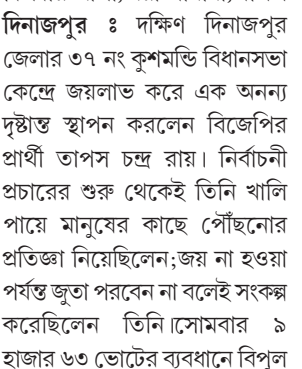 দিনাজপুর ঃ দক্ষিণ দিনাজপুর
জেলার ৩৭ নং কুশমন্ডি বিধানসভা
কেন্দ্রে জয়লাভ করে এক অনন্য
দৃষ্টান্ত স্থাপন করলেন বিজেপির
প্রার্থী তাপস চন্দ্র রায়। নির্বাচনী
প্রচারের শুরু থেকেই তিনি খালি
পায়ে মানুষের কাছে পৌঁছনোর
প্রতিজ্ঞা নিয়েছিলেন;জয় না হওয়া
পর্যন্ত জুতা পরবেন না বলেই সংকল্প
করেছিলেন তিনি।সোমবার ৯
হাজার ৬৩ ভোটের ব্যবধানে বিপুল